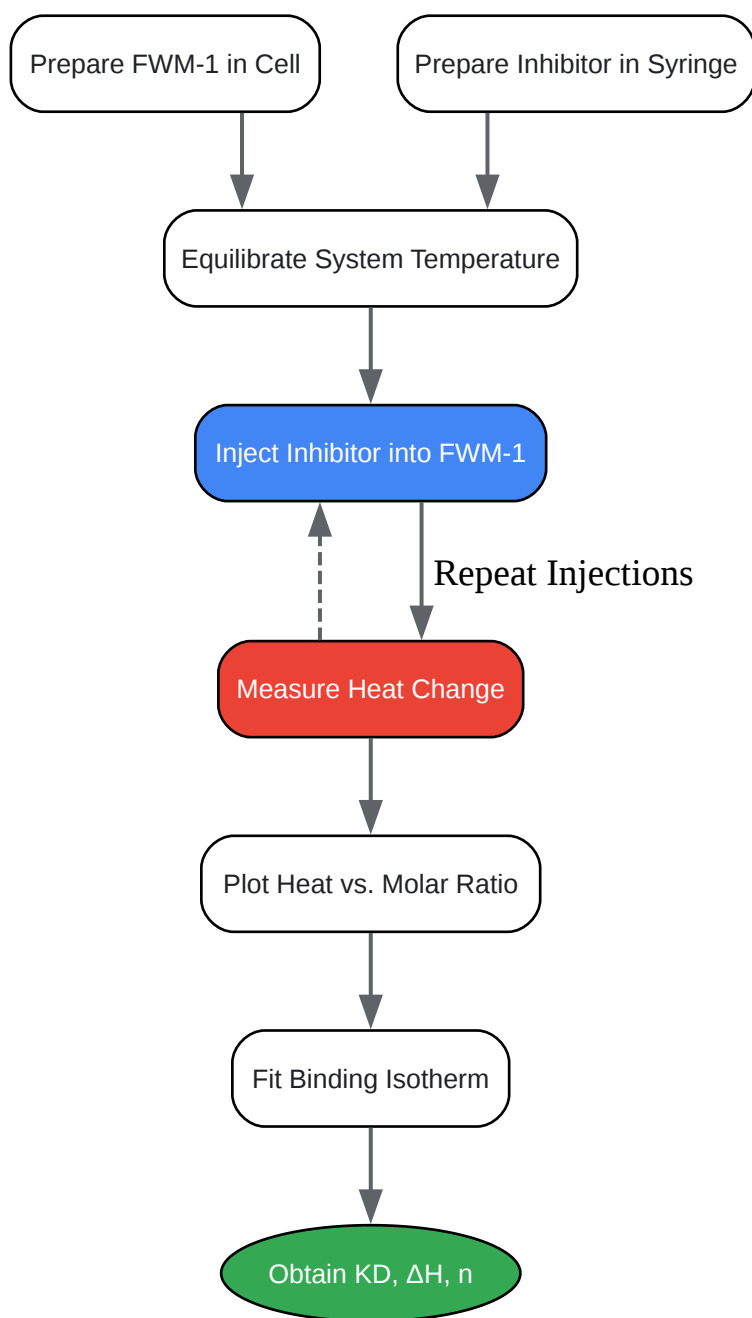 Prepare FWM-1 in Cell
Prepare Inhibitor in Syringe
Equilibrate System Temperature
Inject Inhibitor into FWM-1
Repeat Injections
Measure Heat Change
Plot Heat vs. Molar Ratio
Fit Binding Isotherm
Obtain KD, ΔH, n